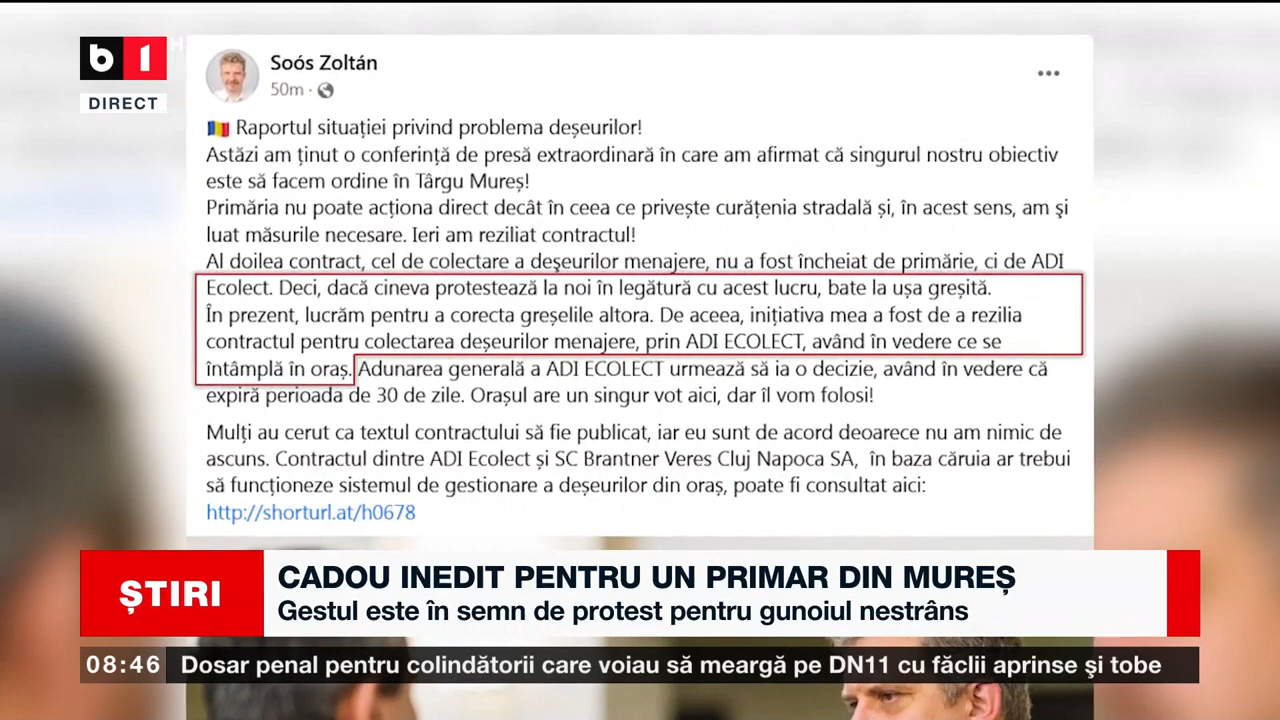 b1
DIRECT
Soós Zoltán
50m ·
Raportul situației privind problema deșeurilor!
Astăzi am ținut o conferință de presă extraordinară în care am afirmat că singurul nostru obiectiv
este să facem ordine în Târgu Mureș!
Primăria nu poate acționa direct decât în ceea ce privește curățenia stradală și, în acest sens, am şi
luat măsurile necesare. Ieri am reziliat contractul!
Al doilea contract, cel de colectare a deşeurilor menajere, nu a fost încheiat de primărie, ci de ADI
Ecolect. Deci, dacă cineva protestează la noi în legătură cu acest lucru, bate la ușa greșită.
În prezent, lucrăm pentru a corecta greșelile altora. De aceea, inițiativa mea a fost de a rezilia
contractul pentru colectarea deșeurilor menajere, prin ADI ECOLECT, având în vedere ce se
întâmplă în oraș. Adunarea generală a ADI ECOLECT urmează să ia o decizie, având în vedere că
expiră perioada de 30 de zile. Orașul are un singur vot aici, dar îl vom folosi!
Mulți au cerut ca textul contractului să fie publicat, iar eu sunt de acord deoarece nu am nimic de
ascuns. Contractul dintre ADI Ecolect și SC Brantner Veres Cluj Napoca SA, în baza căruia ar trebui
să funcționeze sistemul de gestionare a deșeurilor din oraș, poate fi consultat aici:
http://shorturl.at/h0678
ȘTIRI
CADOU INEDIT PENTRU UN PRIMAR DIN MUREȘ
Gestul este în semn de protest pentru gunoiul nestrâns
08:46 Dosar penal pentru colindătorii care voiau să meargă pe DN11 cu făclii aprinse şi tobe